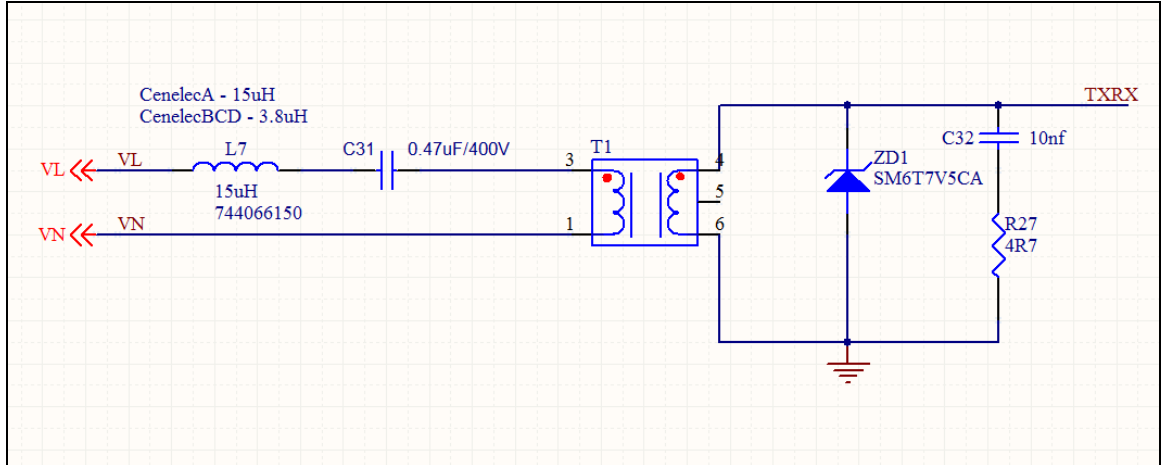 CenelecA - 15uH
CenelecBCD - 3.8uH
TXRX
L7
C31
0.47uF/400V
T1
C32
10nf
VL
VL
3
4
ZD1
SM6T7V5CA
15uH
744066150
5
VN
VN
1
6
R27
4R7